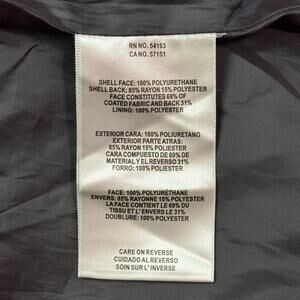 RN NO. 54163
CA NO. 57151
SHELL FACE: 100% POLYURETHANE
SHELL BACK: 85% RAYON 15% POLYESTER
FACE CONSTITUTES 69% OF
COATED FABRIC AND BACK 31%
LINING: 100% POLYESTER
EXTERIOR CARA: 100% POLIURETANO
EXTERIOR PARTE ATRAS:
85% RAYON 15% POLIESTER
CARA COMPUESTO DE 69% DE
MATERIAL Y EL REVERSO 31%
FORRO: 100% POLIESTER
FACE: 100% POLYURÉTHANE
ENVERS: 85% RAYONNE 15% POLYESTER
LA FACE CONTIENT LE 69% DU
TISSU ET L' ENVERS LE 31%
DOUBLURE: 100% POLYESTER
CARE ON REVERSE
CUIDADO AL REVERSO
SOIN SUR L' INVERSE